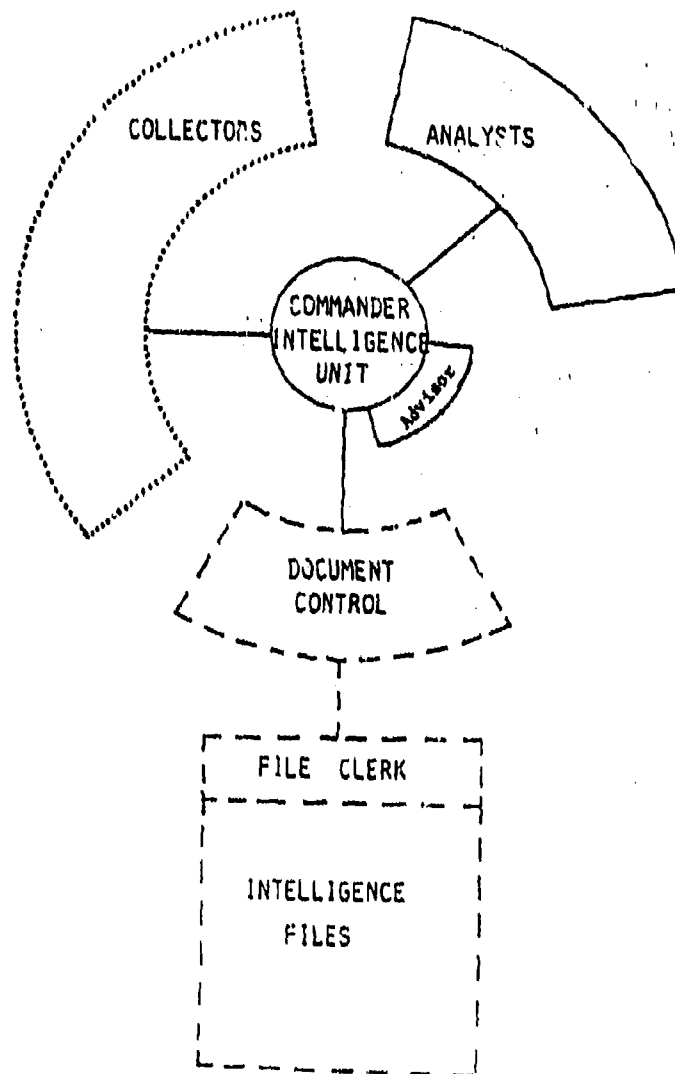 COLLECTORS
ANALYSTS
COMMANDER
INTELLIGENCE
UNIT
Advisor
DOCUMENT
CONTROL
FILE CLERK
INTELLIGENCE
FILES